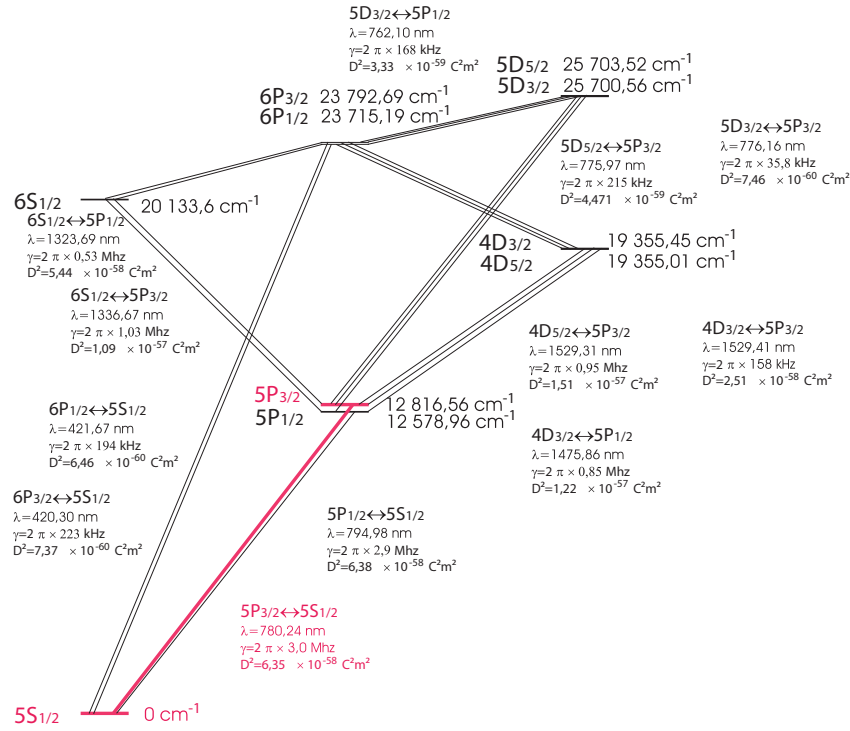 5D3/2↔5P1/2
λ=762,10 nm
γ=2 π × 168 kHz
D²=3,33 × 10⁻⁵⁹ C²m²
5D5/2 25 703,52 cm⁻¹
5D3/2 25 700,56 cm⁻¹
6P3/2 23 792,69 cm⁻¹
6P1/2 23 715,19 cm⁻¹
5D3/2↔5P3/2
λ=776,16 nm
γ=2 π × 35,8 kHz
D²=7,46 × 10⁻⁶⁰ C²m²
5D5/2↔5P3/2
λ=775,97 nm
γ=2 π × 215 kHz
D²=4,471 × 10⁻⁵⁹ C²m²
6S1/2
20 133,6 cm⁻¹
6S1/2↔5P1/2
λ=1323,69 nm
γ=2 π × 0,53 Mhz
D²=5,44 × 10⁻⁵⁸ C²m²
4D3/2 19 355,45 cm⁻¹
4D5/2 19 355,01 cm⁻¹
6S1/2↔5P3/2
λ=1336,67 nm
γ=2 π × 1,03 Mhz
D²=1,09 × 10⁻⁵⁷ C²m²
4D5/2↔5P3/2
λ=1529,31 nm
γ=2 π × 0,95 Mhz
D²=1,51 × 10⁻⁵⁷ C²m²
4D3/2↔5P3/2
λ=1529,41 nm
γ=2 π × 158 kHz
D²=2,51 × 10⁻⁵⁸ C²m²
5P3/2 12 816,56 cm⁻¹
5P1/2 12 578,96 cm⁻¹
6P1/2↔5S1/2
λ=421,67 nm
γ=2 π × 194 kHz
D²=6,46 × 10⁻⁶⁰ C²m²
4D3/2↔5P1/2
λ=1475,86 nm
γ=2 π × 0,85 Mhz
D²=1,22 × 10⁻⁵⁷ C²m²
6P3/2↔5S1/2
λ=420,30 nm
γ=2 π × 223 kHz
D²=7,37 × 10⁻⁶⁰ C²m²
5P1/2↔5S1/2
λ=794,98 nm
γ=2 π × 2,9 Mhz
D²=6,38 × 10⁻⁵⁸ C²m²
5P3/2↔5S1/2
λ=780,24 nm
γ=2 π × 3,0 Mhz
D²=6,35 × 10⁻⁵⁸ C²m²
5S1/2 0 cm⁻¹